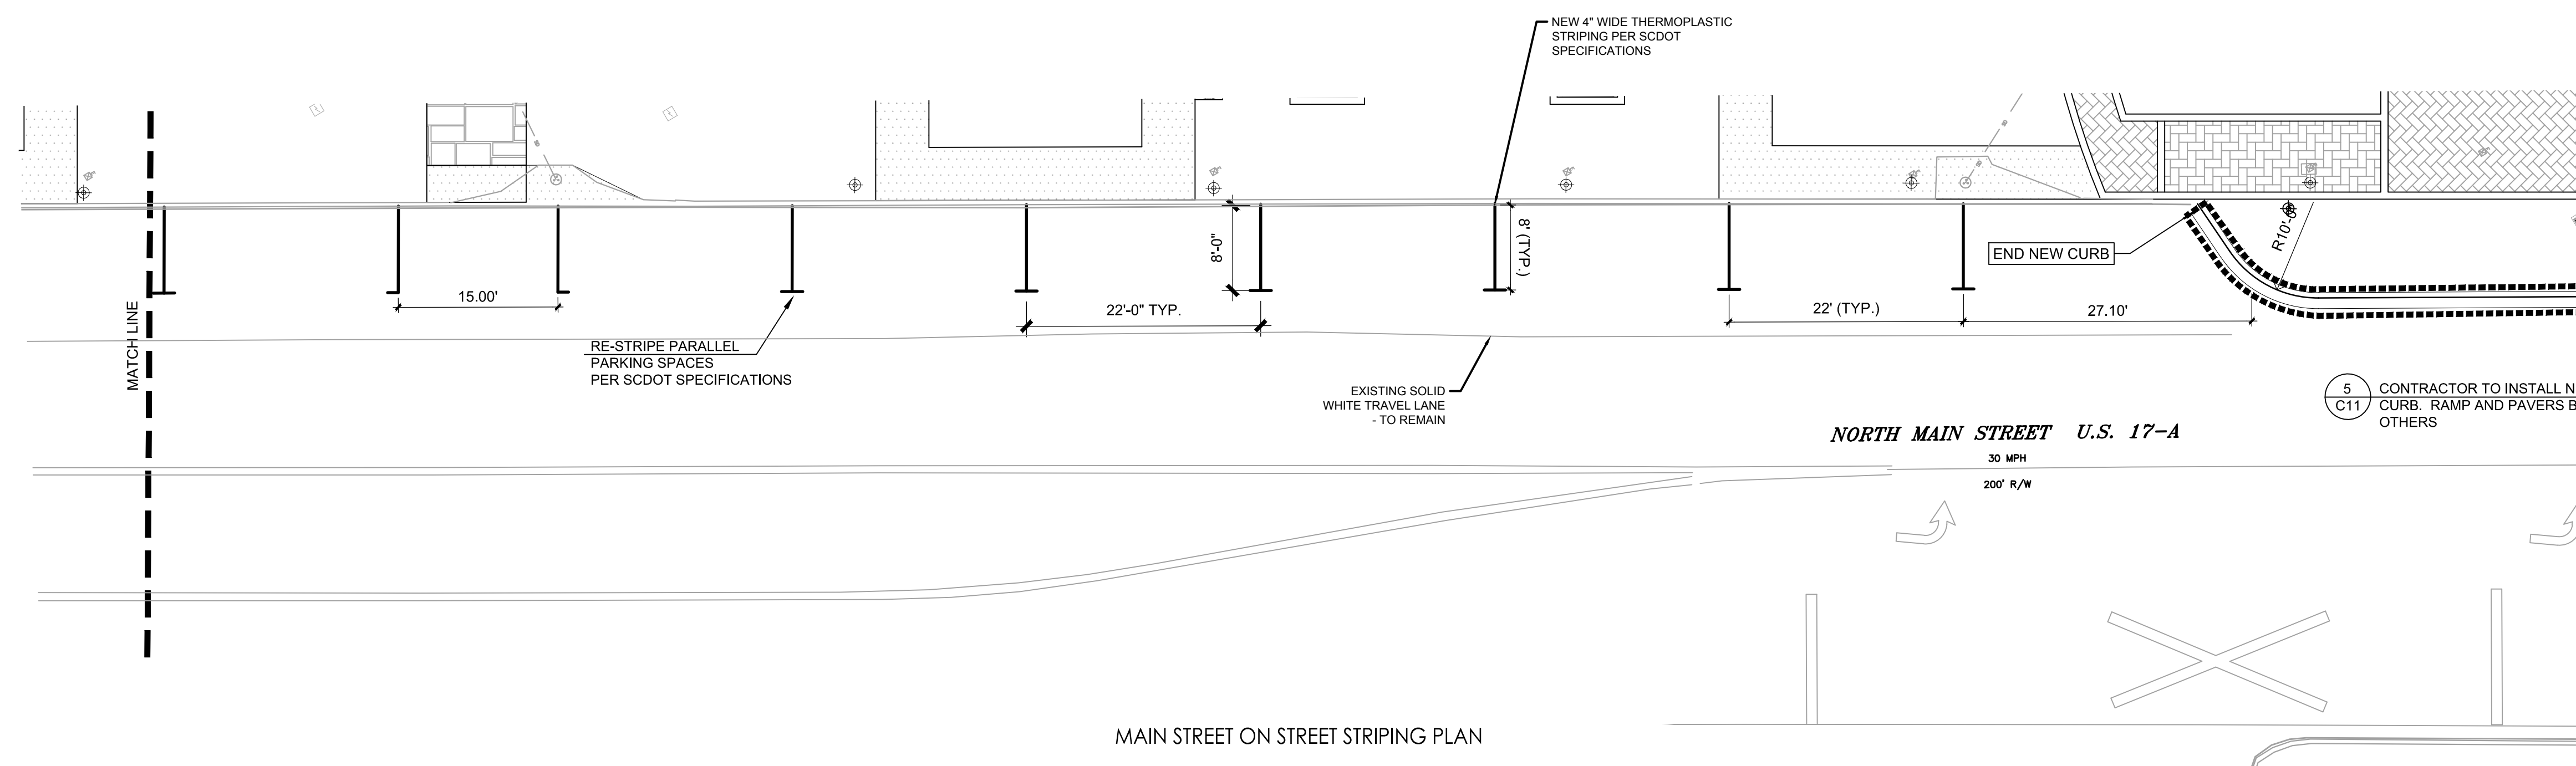 NEW 4" WIDE THERMOPLASTIC
STRIPING PER SCDOT
SPECIFICATIONS
8'-0"
8' (TYP.)
R10'-0"
END NEW CURB
15.00'
22'-0" TYP.
22' (TYP.)
27.10'
MATCH LINE
RE-STRIPE PARALLEL
PARKING SPACES
PER SCDOT SPECIFICATIONS
EXISTING SOLID
WHITE TRAVEL LANE
- TO REMAIN
5
C11
CONTRACTOR TO INSTALL N
CURB. RAMP AND PAVERS B
OTHERS
NORTH MAIN STREET U.S. 17-A
30 MPH
200' R/W
MAIN STREET ON STREET STRIPING PLAN